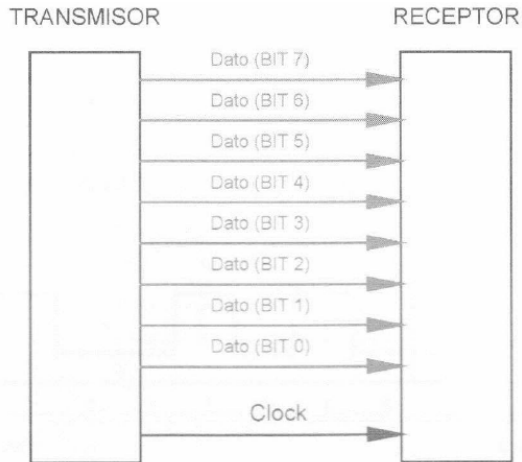 TRANSMISOR RECEPTOR
Dato (BIT 7)
Dato (BIT 6)
Dato (BIT 5)
Dato (BIT 4)
Dato (BIT 3)
Dato (BIT 2)
Dato (BIT 1)
Dato (BIT 0)
Clock